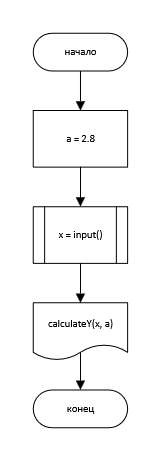 начало
a = 2.8
x = input()
calculateY(x, a)
конец